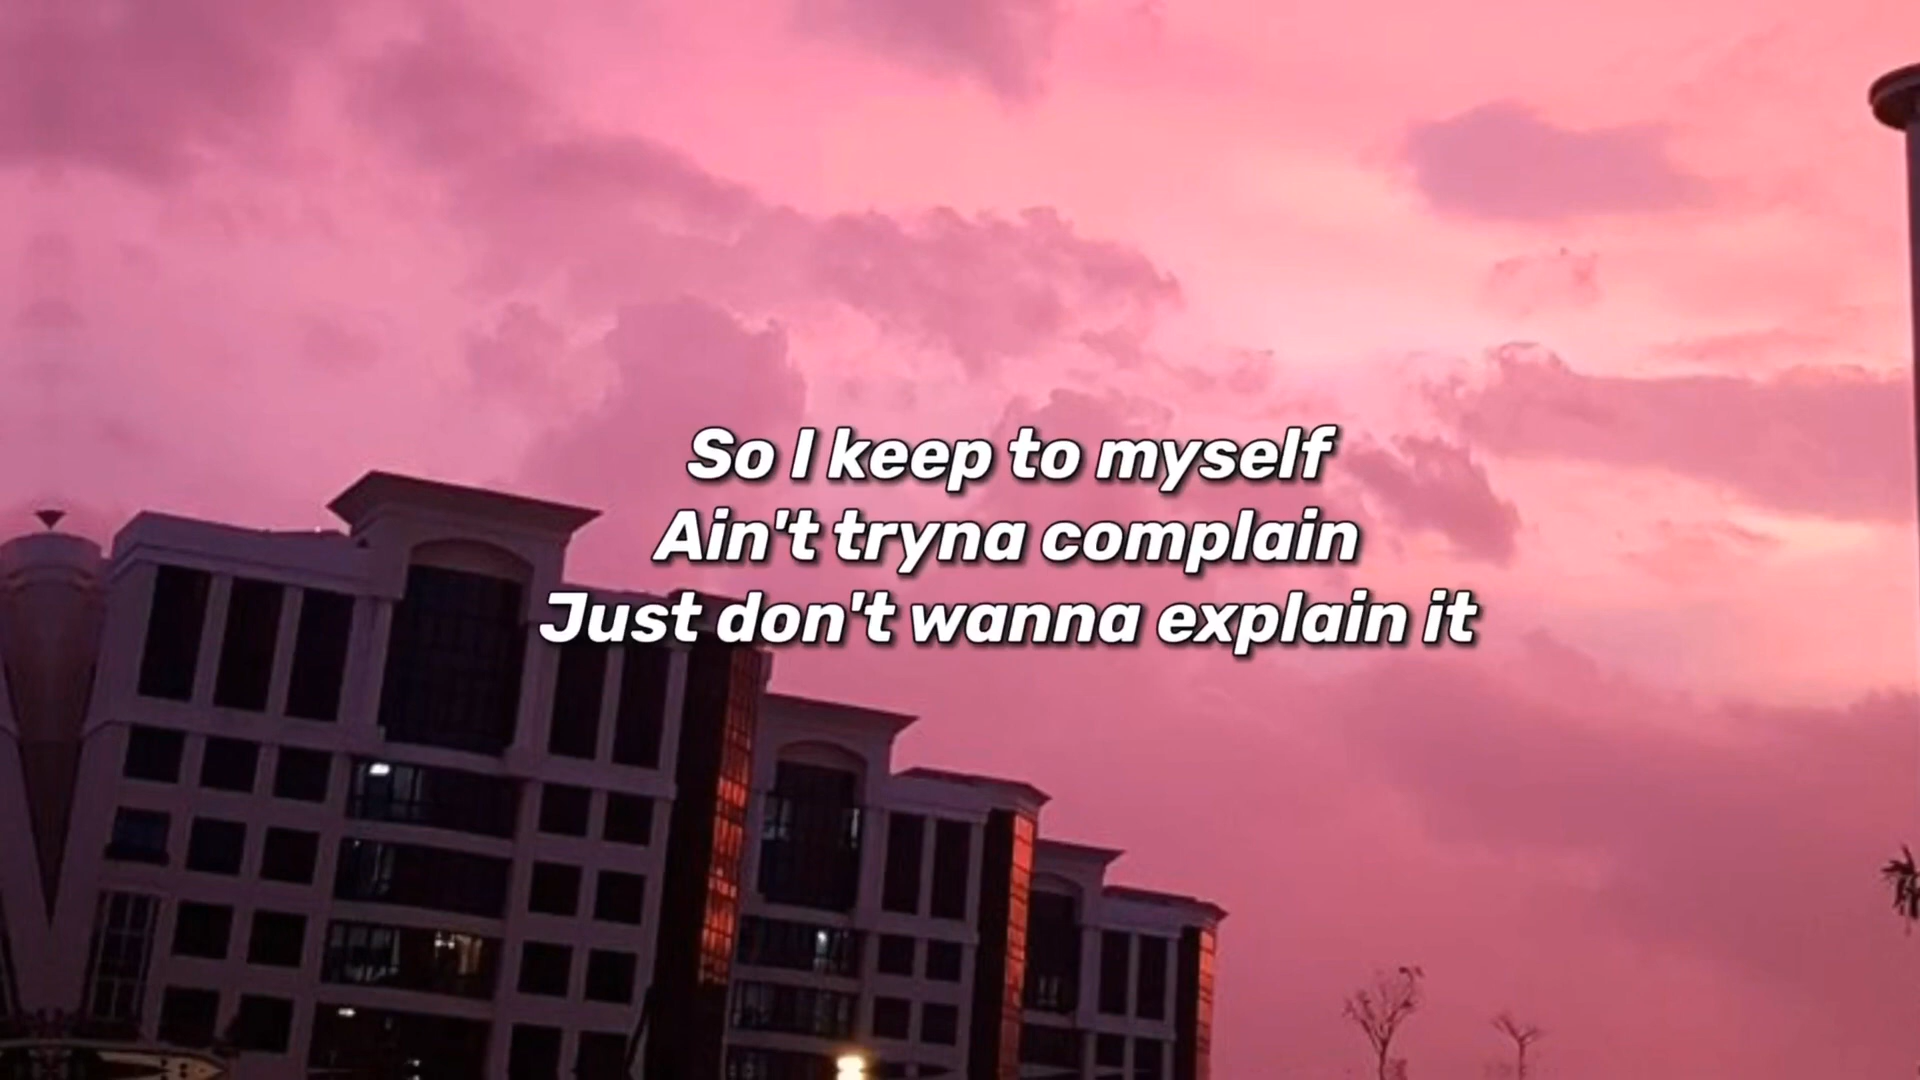 So I keep to myself
Ain't tryna complain
Just don't wanna explain it